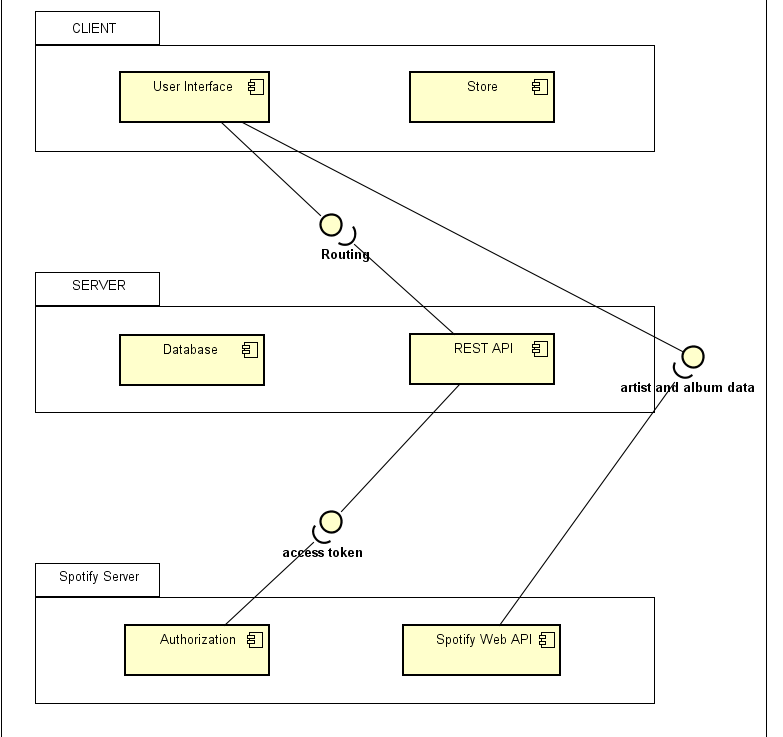 CLIENT
User Interface
Store
Routing
SERVER
Database
REST API
artist and album data
access token
Spotify Server
Authorization
Spotify Web API